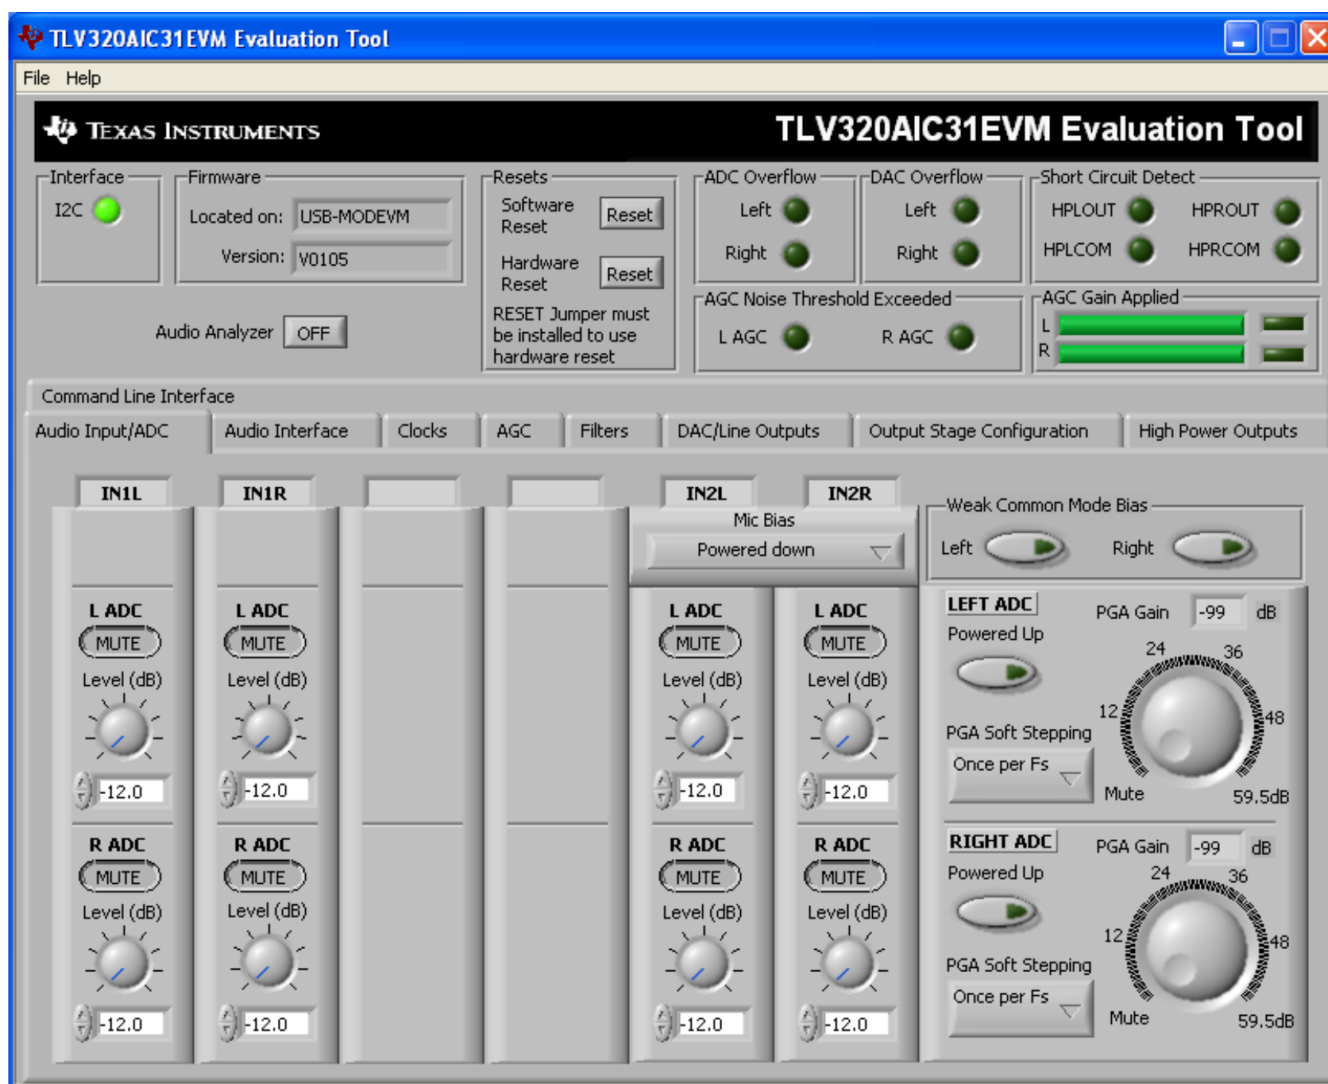 TLV320AIC31EVM Evaluation Tool
File Help
TEXAS INSTRUMENTS TLV320AIC31EVM Evaluation Tool
Interface
I2C
Firmware
Located on: USB-MODEVM
Version: V0105
Audio Analyzer OFF
Resets
Software Reset Reset
Hardware Reset Reset
RESET Jumper must
be installed to use
hardware reset
ADC Overflow
Left
Right
DAC Overflow
Left
Right
Short Circuit Detect
HPLOUT HPROUT
HPLCOM HPRCOM
AGC Noise Threshold Exceeded
L AGC R AGC
AGC Gain Applied
L
R
Command Line Interface
Audio Input/ADC Audio Interface Clocks AGC Filters DAC/Line Outputs Output Stage Configuration High Power Outputs
IN1L IN1R IN2L IN2R
Mic Bias
Powered down
L ADC L ADC L ADC L ADC
MUTE MUTE MUTE MUTE
Level (dB) Level (dB) Level (dB) Level (dB)
-12.0 -12.0 -12.0 -12.0
R ADC R ADC R ADC R ADC
MUTE MUTE MUTE MUTE
Level (dB) Level (dB) Level (dB) Level (dB)
-12.0 -12.0 -12.0 -12.0
Weak Common Mode Bias
Left Right
LEFT ADC PGA Gain -99 dB
Powered Up
24 36
12 48
PGA Soft Stepping
Once per Fs
Mute 59.5dB
RIGHT ADC PGA Gain -99 dB
Powered Up
24 36
12 48
PGA Soft Stepping
Once per Fs
Mute 59.5dB